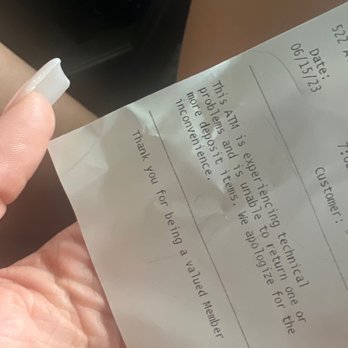 522 A
Date:
06/15/23
Customer.
This ATM is experiencing technical
problems and is unable to return one or
more deposit items. We apologize for the
inconvenience.
Thank you for being a valued Member